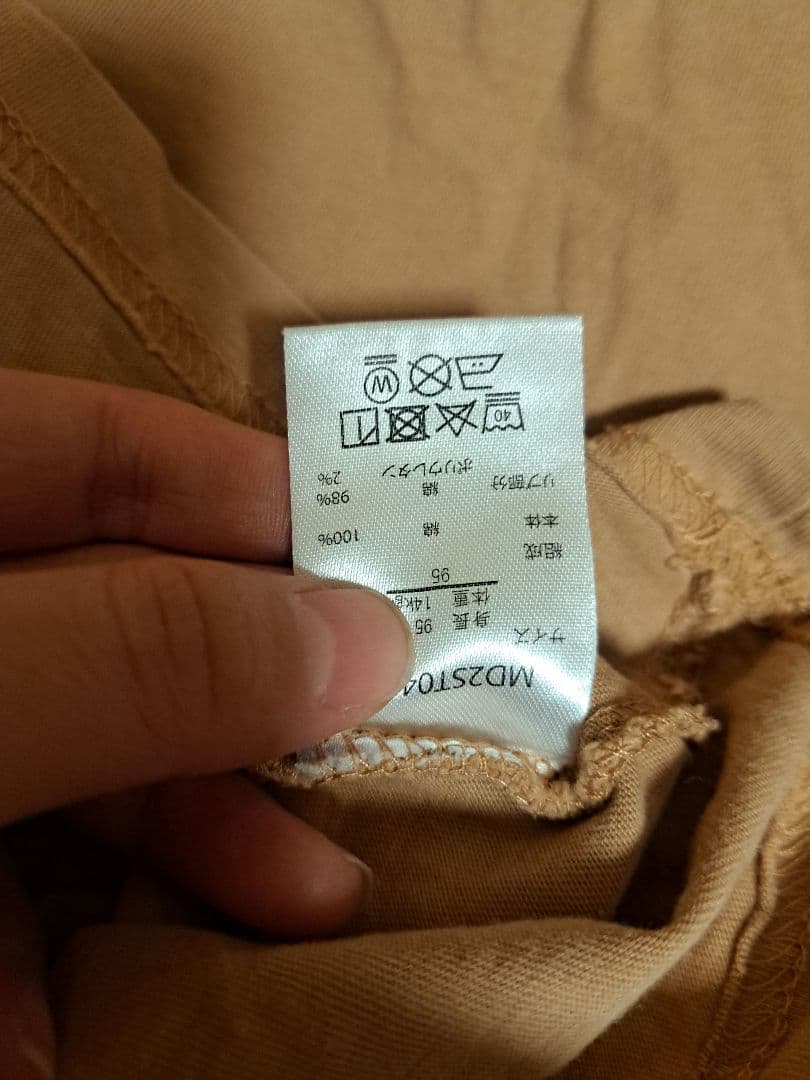 MD2ST04
サイズ
身長 95
体重 14kg
95
組成
本体 綿 100%
リブ部分 綿 98%
ポリウレタン 2%
40
W